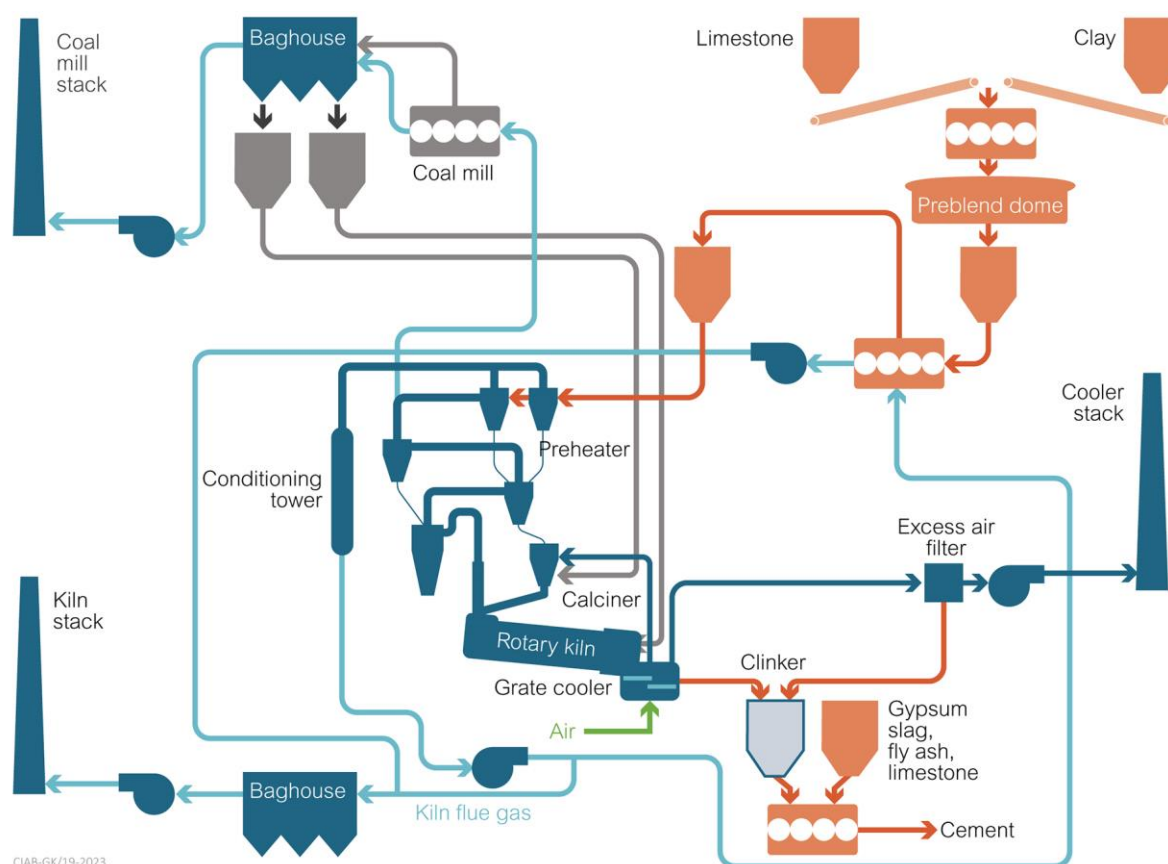 Coal
mill
stack
Baghouse
Coal mill
Limestone
Clay
Preblend dome
Preheater
Conditioning
tower
Cooler
stack
Excess air
filter
Calciner
Kiln
stack
Rotary kiln
Grate cooler
Clinker
Air
Gypsum
slag,
fly ash,
limestone
Baghouse
Kiln flue gas
Cement
CIAB-GK/19-2023